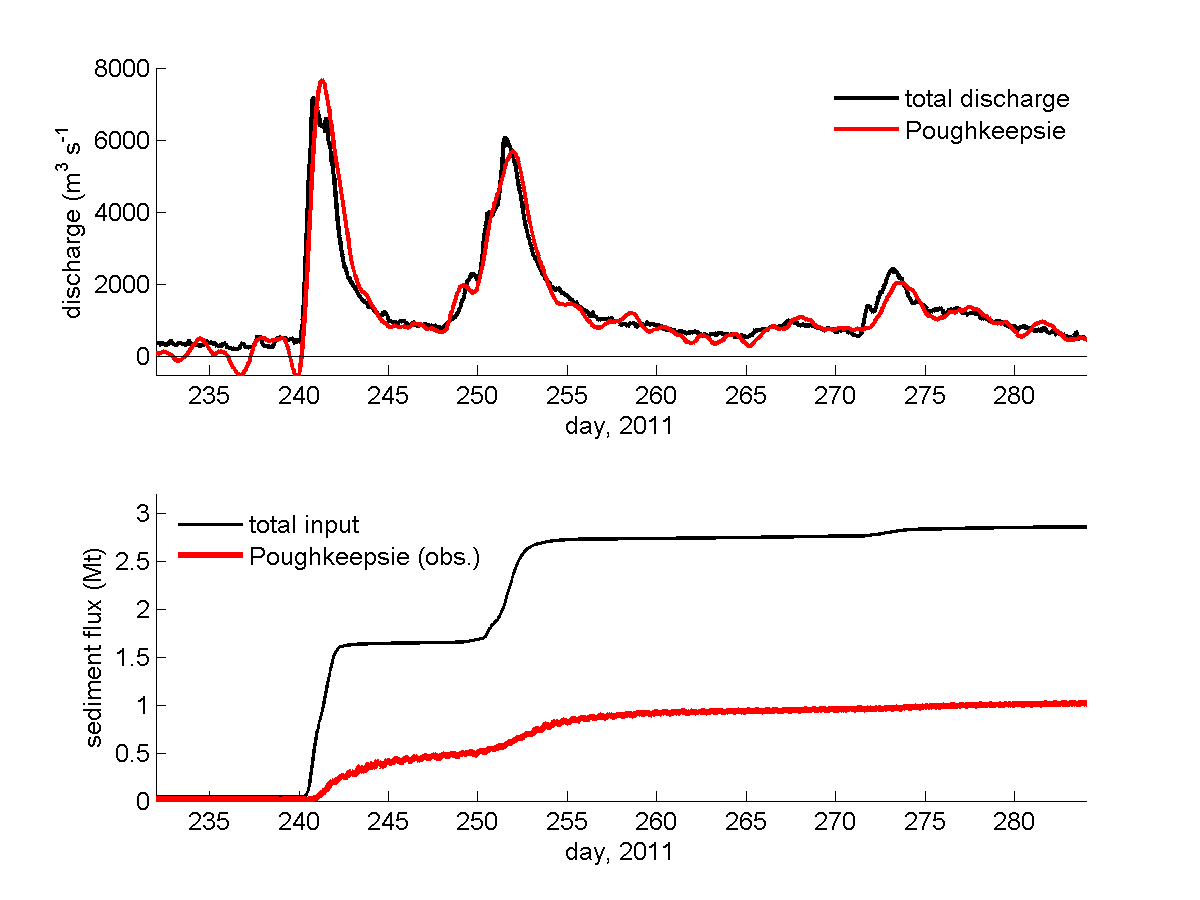 8000
6000
4000
2000
0
discharge (m³ s⁻¹)
total discharge
Poughkeepsie
235 240 245 250 255 260 265 270 275 280
day, 2011
3
2.5
2
1.5
1
0.5
0
sediment flux (Mt)
total input
Poughkeepsie (obs.)
235 240 245 250 255 260 265 270 275 280
day, 2011